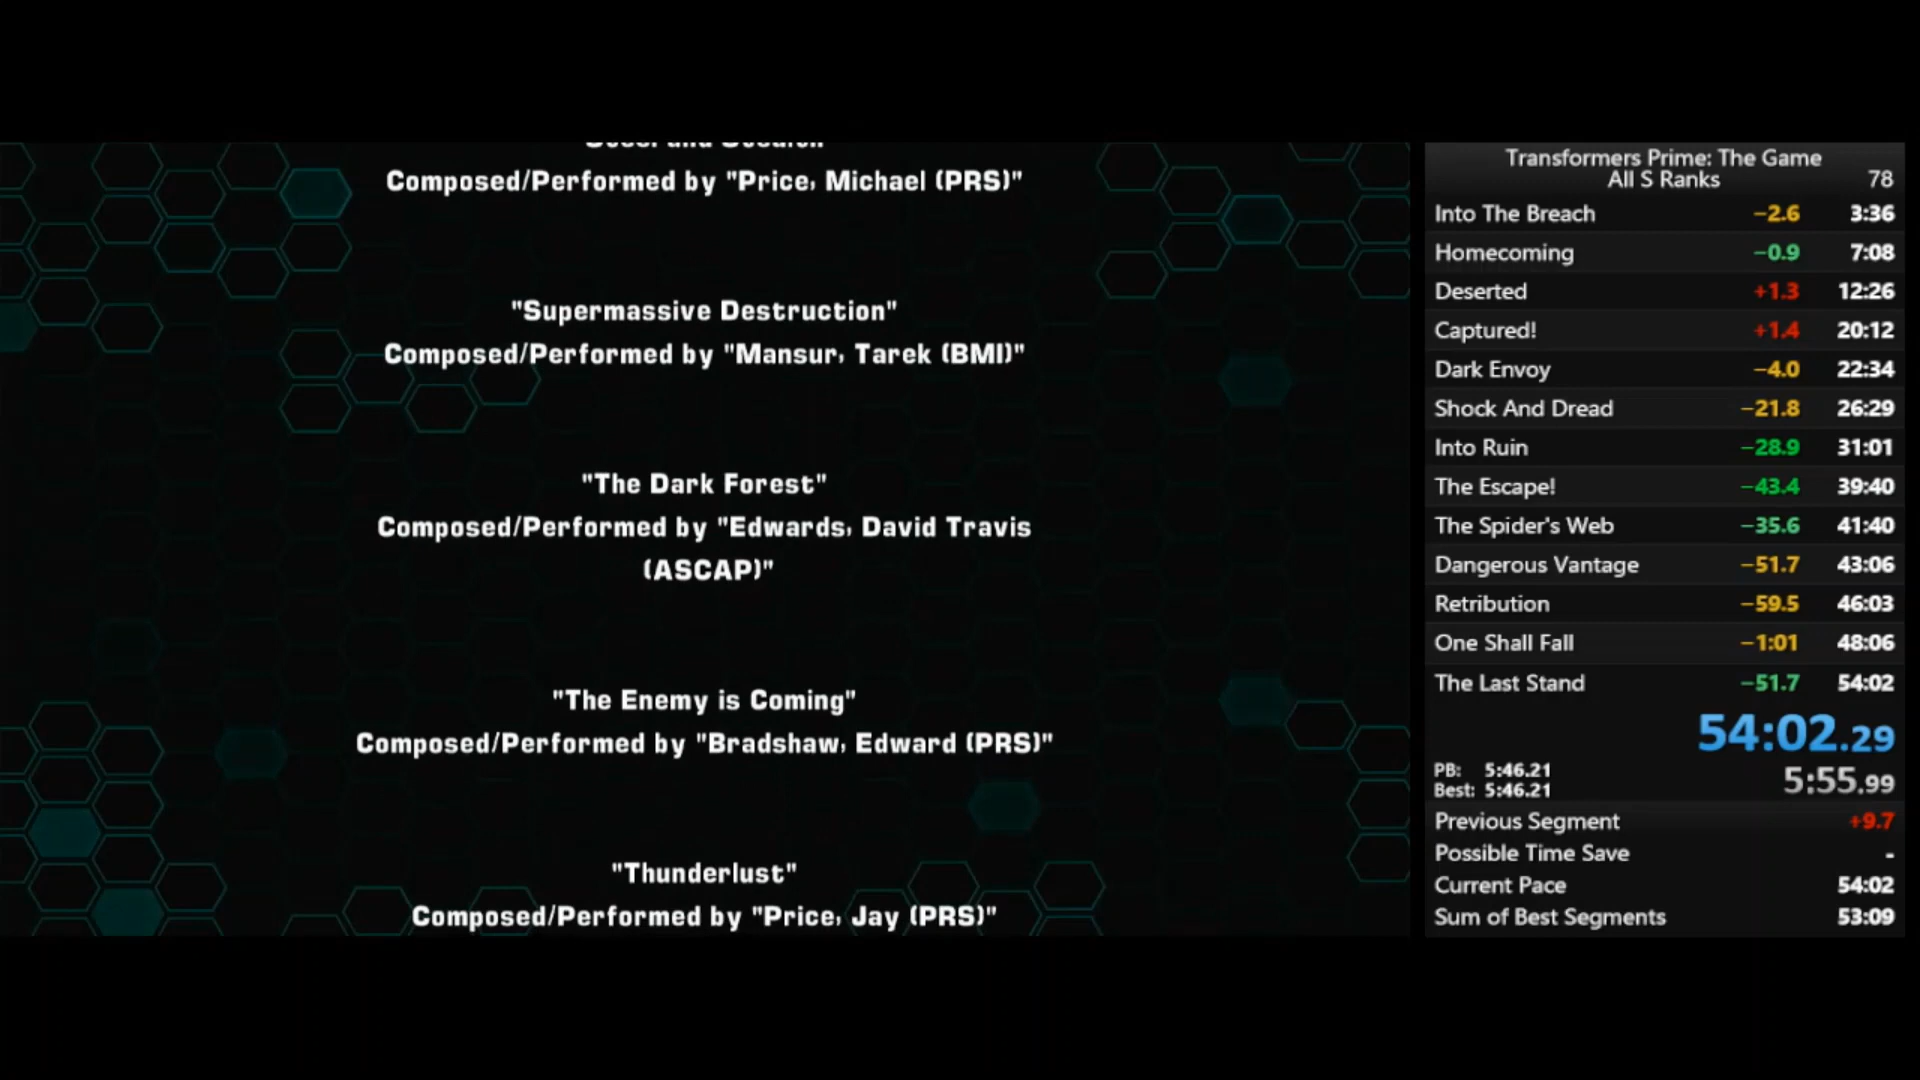 Composed/Performed by "Price, Michael (PRS)"
"Supermassive Destruction"
Composed/Performed by "Mansur, Tarek (BMI)"
"The Dark Forest"
Composed/Performed by "Edwards, David Travis
(ASCAP)"
"The Enemy is Coming"
Composed/Performed by "Bradshaw, Edward (PRS)"
"Thunderlust"
Composed/Performed by "Price, Jay (PRS)"
Transformers Prime: The Game
All S Ranks 78
Into The Breach −2.6 3:36
Homecoming −0.9 7:08
Deserted +1.3 12:26
Captured! +1.4 20:12
Dark Envoy −4.0 22:34
Shock And Dread −21.8 26:29
Into Ruin −28.9 31:01
The Escape! −43.4 39:40
The Spider's Web −35.6 41:40
Dangerous Vantage −51.7 43:06
Retribution −59.5 46:03
One Shall Fall −1:01 48:06
The Last Stand −51.7 54:02
54:02.29
PB: 5:46.21
Best: 5:46.21
5:55.99
Previous Segment +9.7
Possible Time Save -
Current Pace 54:02
Sum of Best Segments 53:09